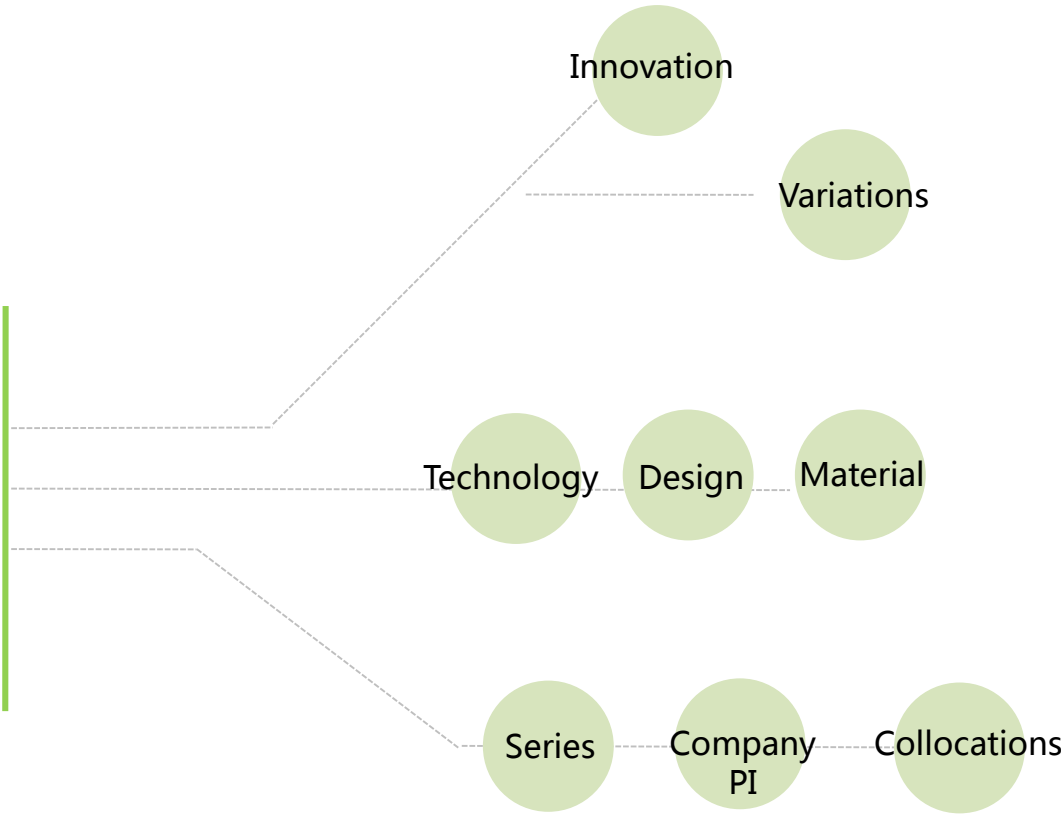 Innovation
Variations
Technology
Design
Material
Series
Company
PI
Collocations